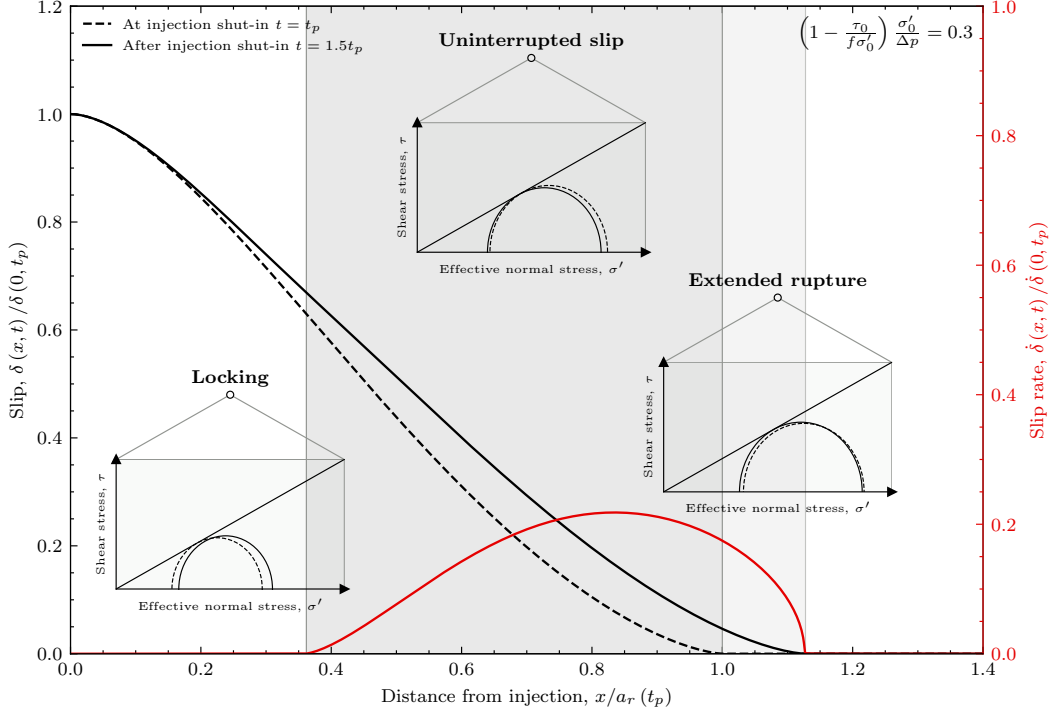 At injection shut-in t = t_p
After injection shut-in t = 1.5t_p
(1 − τ_0/fσ′_0) σ′_0/Δp = 0.3
Uninterrupted slip
Shear stress, τ
Effective normal stress, σ′
Extended rupture
Shear stress, τ
Effective normal stress, σ′
Locking
Shear stress, τ
Effective normal stress, σ′
Slip, δ (x, t) /δ (0, t_p)
1.2
1.0
0.8
0.6
0.4
0.2
0.0
Slip rate, δ̇ (x, t) /δ̇ (0, t_p)
1.0
0.8
0.6
0.4
0.2
0.0
0.0 0.2 0.4 0.6 0.8 1.0 1.2 1.4
Distance from injection, x/a_r (t_p)